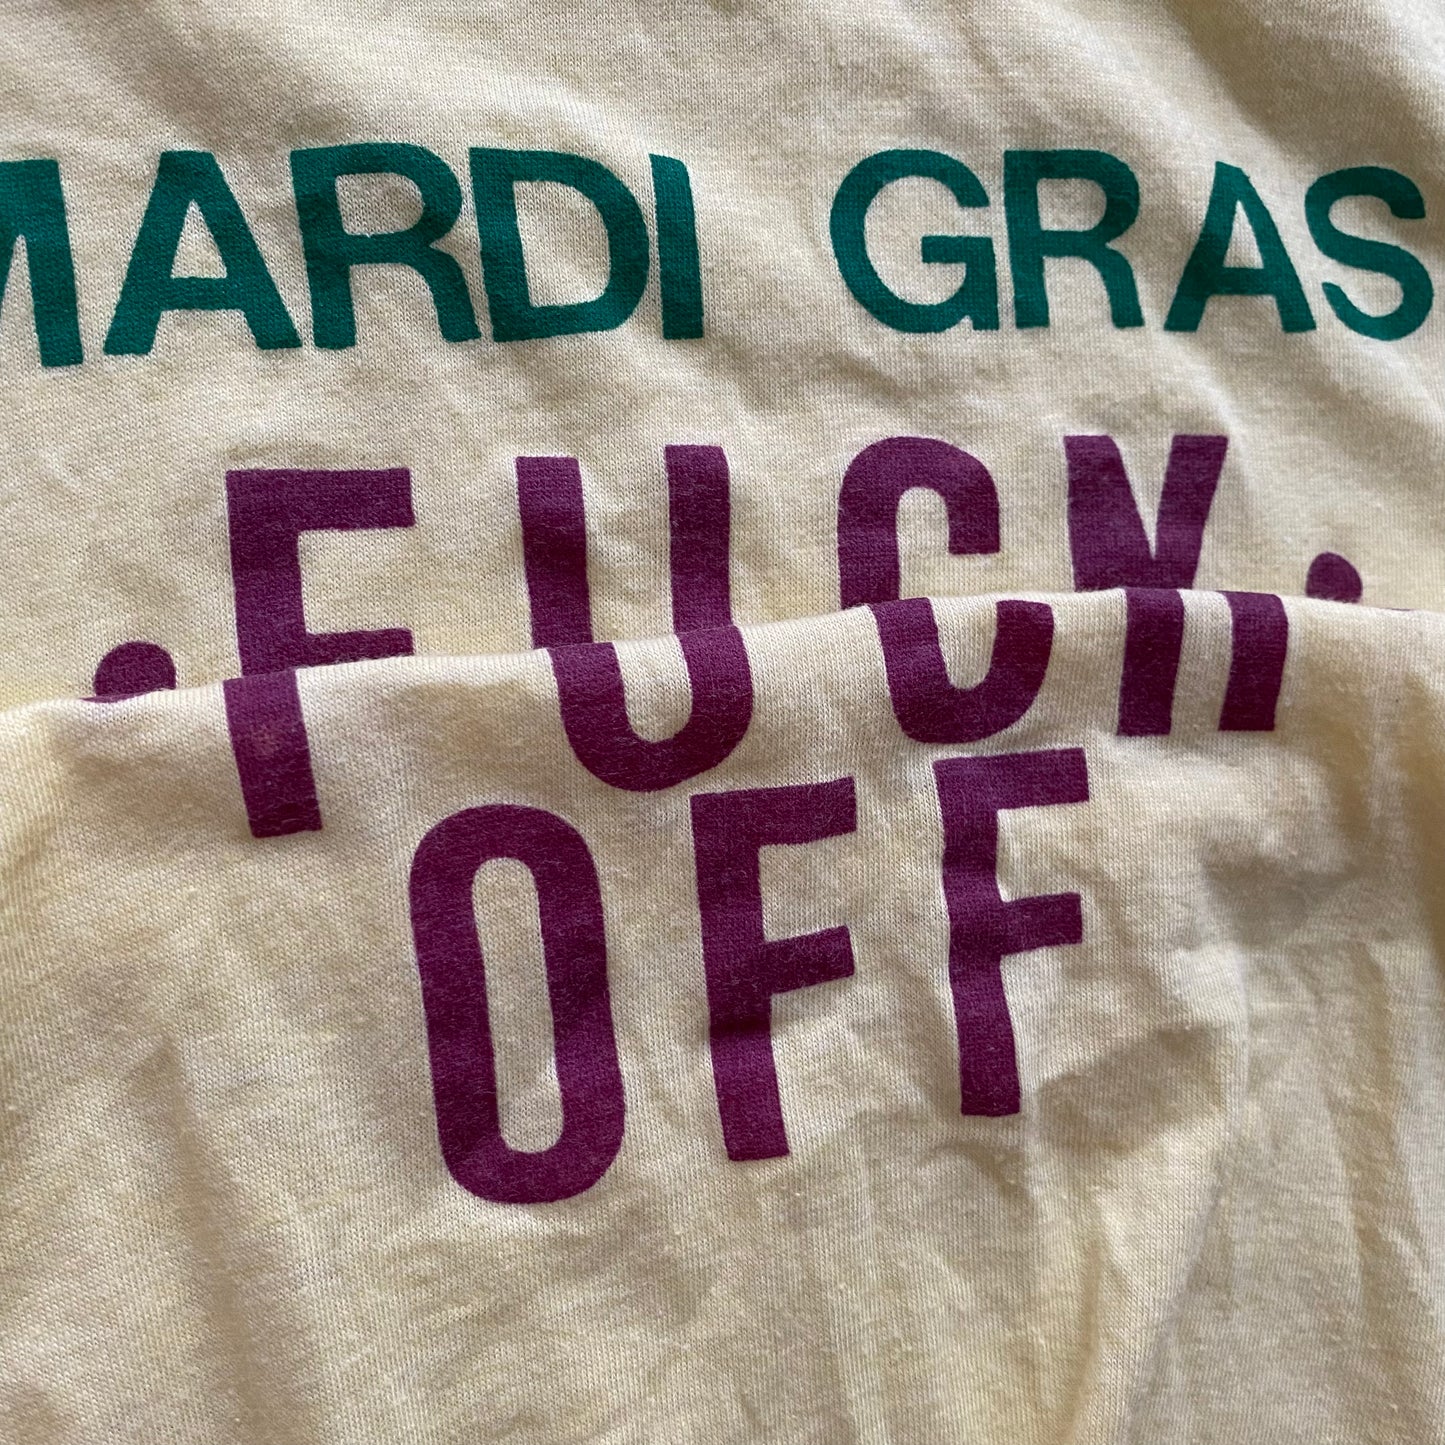 MARDI GRAS
• FUCK •
OFF